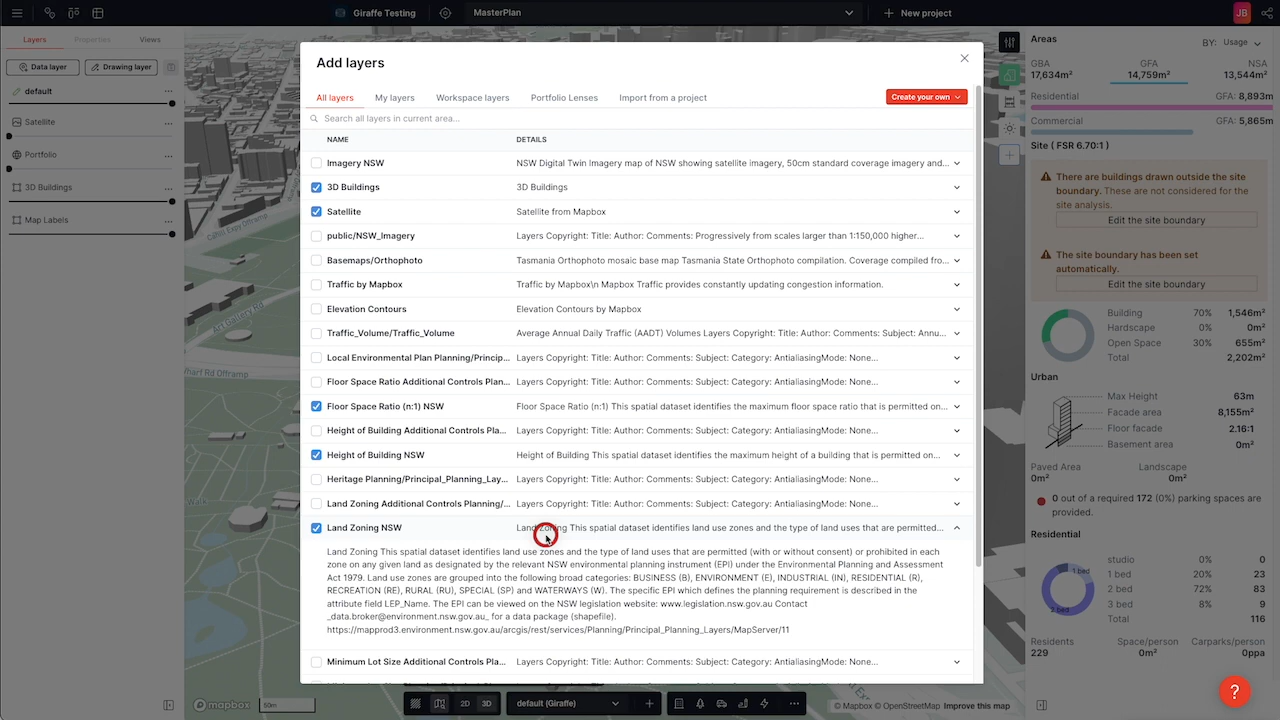 Giraffe Testing
MasterPlan
New project
JB
Layers
Properties
Views
Data layer
Drawing layer
default
Satellite
Portfolio
3D Buildings
Map Labels
Cahill Expy Offramp
Art Gallery Rd
Add layers
All layers
My layers
Workspace layers
Portfolio Lenses
Import from a project
Create your own
Search all layers in current area...
NAME
DETAILS
Imagery NSW
NSW Digital Twin Imagery map of NSW showing satellite imagery, 50cm standard coverage imagery and...
3D Buildings
3D Buildings
Satellite
Satellite from Mapbox
public/NSW_Imagery
Layers Copyright: Title: Author: Comments: Progressively from scales larger than 1:150,000 higher...
Basemaps/Orthophoto
Tasmania Orthophoto mosaic base map Tasmania State Orthophoto compilation. Coverage compiled fro...
Traffic by Mapbox
Traffic by Mapbox\n Mapbox Traffic provides constantly updating congestion information.
Elevation Contours
Elevation Contours by Mapbox
Traffic_Volume/Traffic_Volume
Average Annual Daily Traffic (AADT) Volumes Layers Copyright: Title: Author: Comments: Subject: Annu...
Local Environmental Plan Planning/Princip...
Layers Copyright: Title: Author: Comments: Subject: Category: AntialiasingMode: None...
Floor Space Ratio Additional Controls Plan...
Layers Copyright: Title: Author: Comments: Subject: Category: AntialiasingMode: None...
Floor Space Ratio (n:1) NSW
Floor Space Ratio (n:1) This spatial dataset identifies the maximum floor space ratio that is permitted on...
Height of Building Additional Controls Pla...
Layers Copyright: Title: Author: Comments: Subject: Category: AntialiasingMode: None...
Height of Building NSW
Height of Building This spatial dataset identifies the maximum height of a building that is permitted on...
Heritage Planning/Principal_Planning_Lay...
Layers Copyright: Title: Author: Comments: Subject: Category: AntialiasingMode: None...
Land Zoning Additional Controls Planning/...
Layers Copyright: Title: Author: Comments: Subject: Category: AntialiasingMode: None...
Land Zoning NSW
Land Zoning This spatial dataset identifies land use zones and the type of land uses that are permitted...
Land Zoning This spatial dataset identifies land use zones and the type of land uses that are permitted (with or without consent) or prohibited in each
zone on any given land as designated by the relevant NSW environmental planning instrument (EPI) under the Environmental Planning and Assessment
Act 1979. Land use zones are grouped into the following broad categories: BUSINESS (B), ENVIRONMENT (E), INDUSTRIAL (IN), RESIDENTIAL (R),
RECREATION (RE), RURAL (RU), SPECIAL (SP) and WATERWAYS (W). The specific EPI which defines the planning requirement is described in the
attribute field LEP_Name. The EPI can be viewed on the NSW legislation website: www.legislation.nsw.gov.au Contact
_data.broker@environment.nsw.gov.au_ for a data package (shapefile).
https://mapprod3.environment.nsw.gov.au/arcgis/rest/services/Planning/Principal_Planning_Layers/MapServer/11
Minimum Lot Size Additional Controls Pla...
Layers Copyright: Title: Author: Comments: Subject: Category: AntialiasingMode: None...
Areas
BY: Usage
GBA
GFA
NSA
17,634m²
14,759m²
13,544m²
Residential
GFA: 8,893m²
Commercial
GFA: 5,865m²
Site ( FSR 6.70:1 )
There are buildings drawn outside the site
boundary. These are not considered for the
site analysis.
Edit the site boundary
The site boundary has been set
automatically.
Edit the site boundary
Building 70% 1,546m²
Hardscape 0% 0m²
Open Space 30% 655m²
Total 2,202m²
Urban
Max Height 63m
Facade area 8,155m²
Floor facade 2.16:1
Basement area 0m²
Paved Area
Landscape
0m²
0m²
0 out of a required 172 (0%) parking spaces are
provided.
Residential
studio 0% 0
1 bed 20% 23
2 bed 72% 83
3 bed 8% 9
Total 116
1 bed
2 bed
Residents
Space/person
Carparks/person
229
0m²
0ppa
Wharf Rd Offramp
Walk
mapbox
50m
2D
3D
default (Giraffe)
© Mapbox © OpenStreetMap Improve this map
?